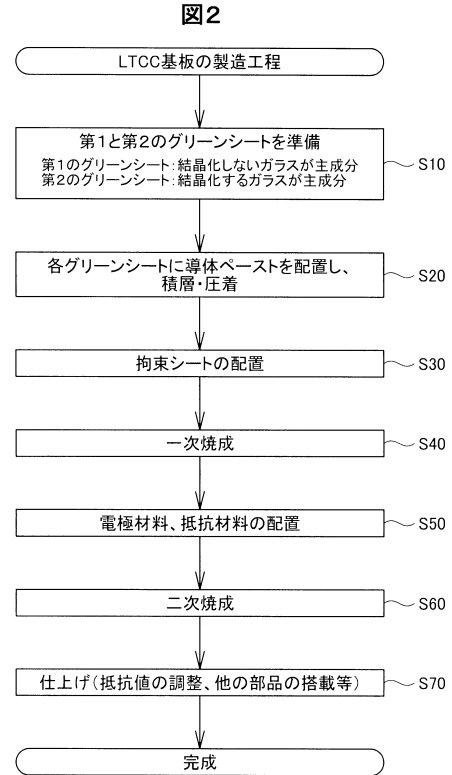 図2
LTCC基板の製造工程
第1と第2のグリーンシートを準備
第1のグリーンシート:結晶化しないガラスが主成分
第2のグリーンシート:結晶化するガラスが主成分
S10
各グリーンシートに導体ペーストを配置し、
積層・圧着
S20
拘束シートの配置
S30
一次焼成
S40
電極材料、抵抗材料の配置
S50
二次焼成
S60
仕上げ(抵抗値の調整、他の部品の搭載等)
S70
完成